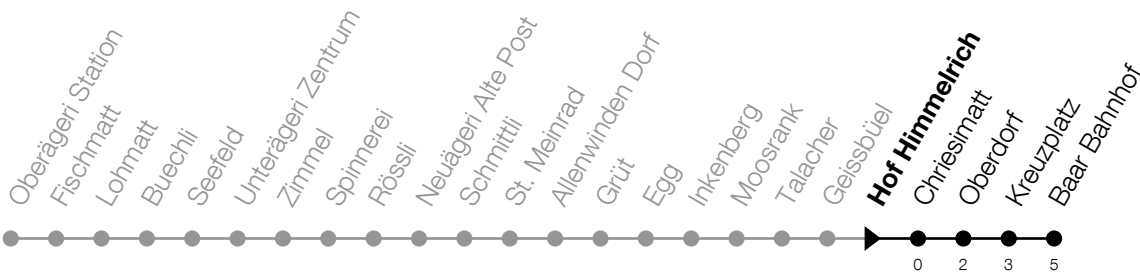 Oberägeri Station
Fischmatt
Lohmatt
Buechli
Seefeld
Unterägeri Zentrum
Zimmel
Spinnerei
Rössli
Neuägeri Alte Post
Schmittli
St. Meinrad
Allenwinden Dorf
Grüt
Egg
Inkenberg
Moosrank
Talacher
Geissbüel
Hof Himmelrich
Chriesimatt
Oberdorf
Kreuzplatz
Baar Bahnhof
0 2 3 5